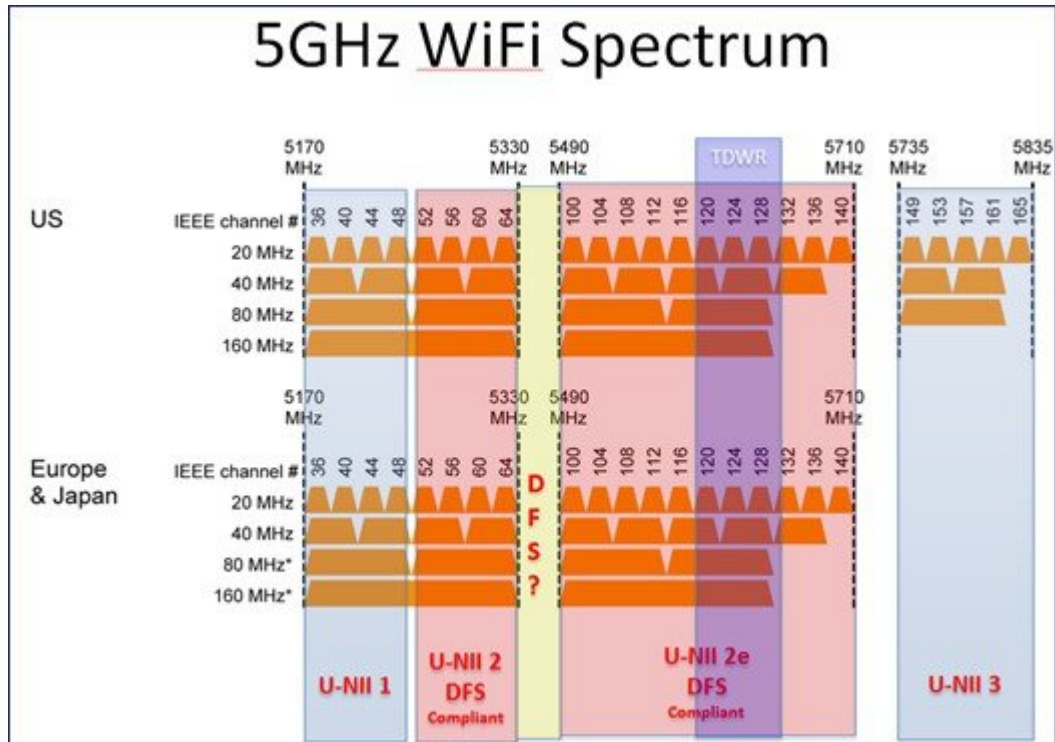 5GHz WiFi Spectrum
5170 MHz
5330 MHz
5490 MHz
TDWR
5710 MHz
5735 MHz
5835 MHz
US
IEEE channel #
36 40 44 48 52 56 60 64 100 104 108 112 116 120 124 128 132 136 140 149 153 157 161 165
20 MHz
40 MHz
80 MHz
160 MHz
5170 MHz
5330 MHz
5490 MHz
5710 MHz
Europe
& Japan
IEEE channel #
36 40 44 48 52 56 60 64 100 104 108 112 116 120 124 128 132 136 140
20 MHz
40 MHz
80 MHz*
160 MHz*
DFS?
U-NII 1
U-NII 2
DFS
Compliant
U-NII 2e
DFS
Compliant
U-NII 3